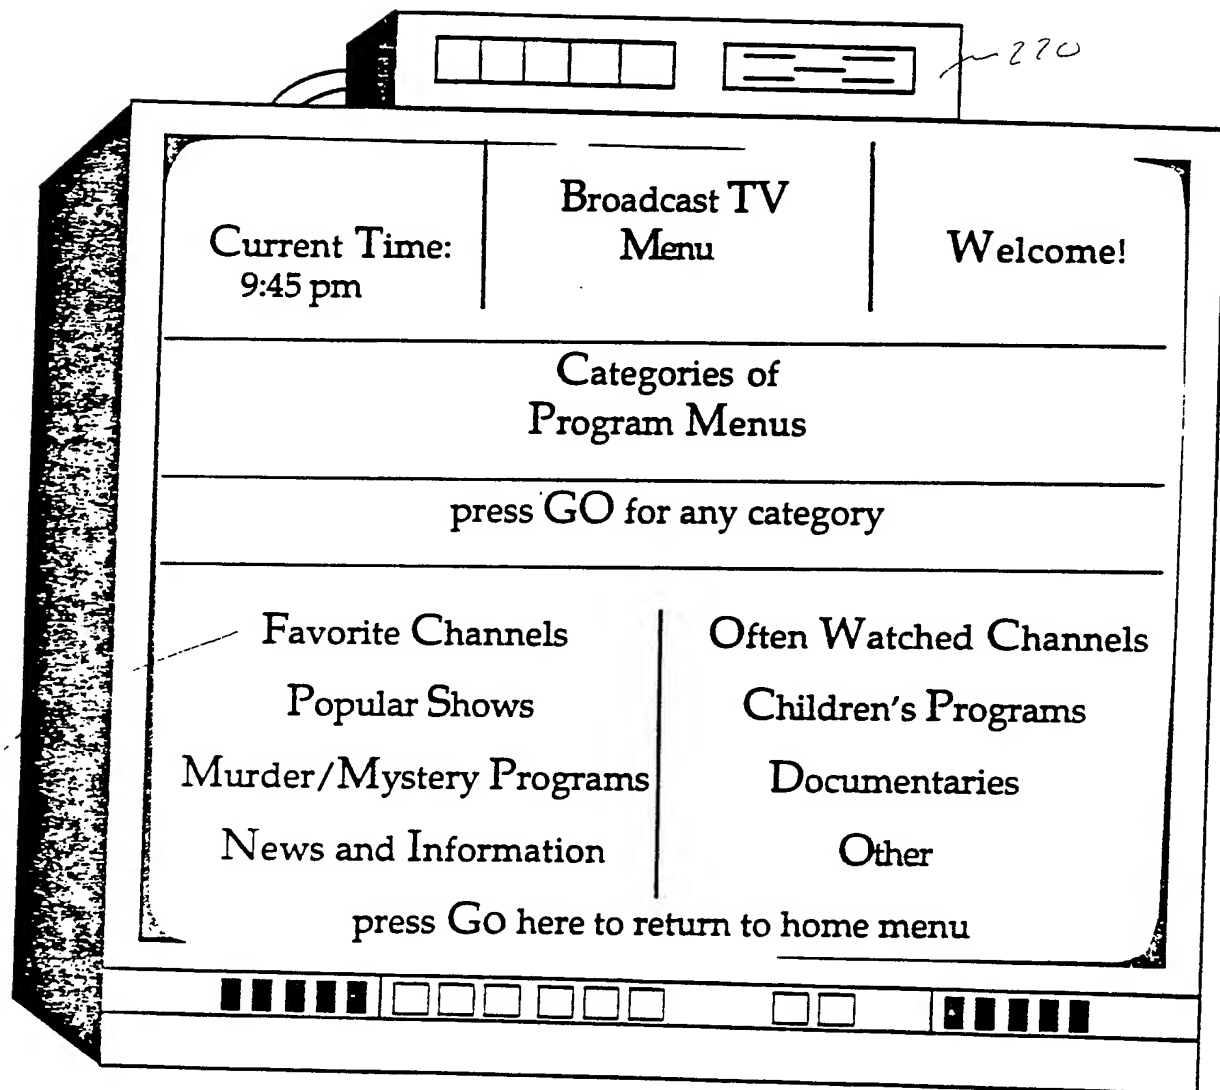 220
Broadcast TV
Menu
Current Time:
9:45 pm
Welcome!
Categories of
Program Menus
press GO for any category
Favorite Channels
Often Watched Channels
Popular Shows
Children's Programs
Murder/Mystery Programs
Documentaries
News and Information
Other
press Go here to return to home menu